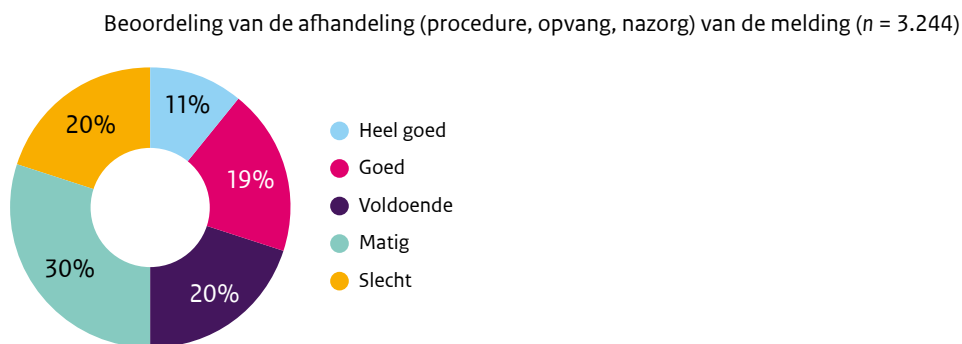 Beoordeling van de afhandeling (procedure, opvang, nazorg) van de melding (n = 3.244)
11%
20%
19%
30%
20%
Heel goed
Goed
Voldoende
Matig
Slecht